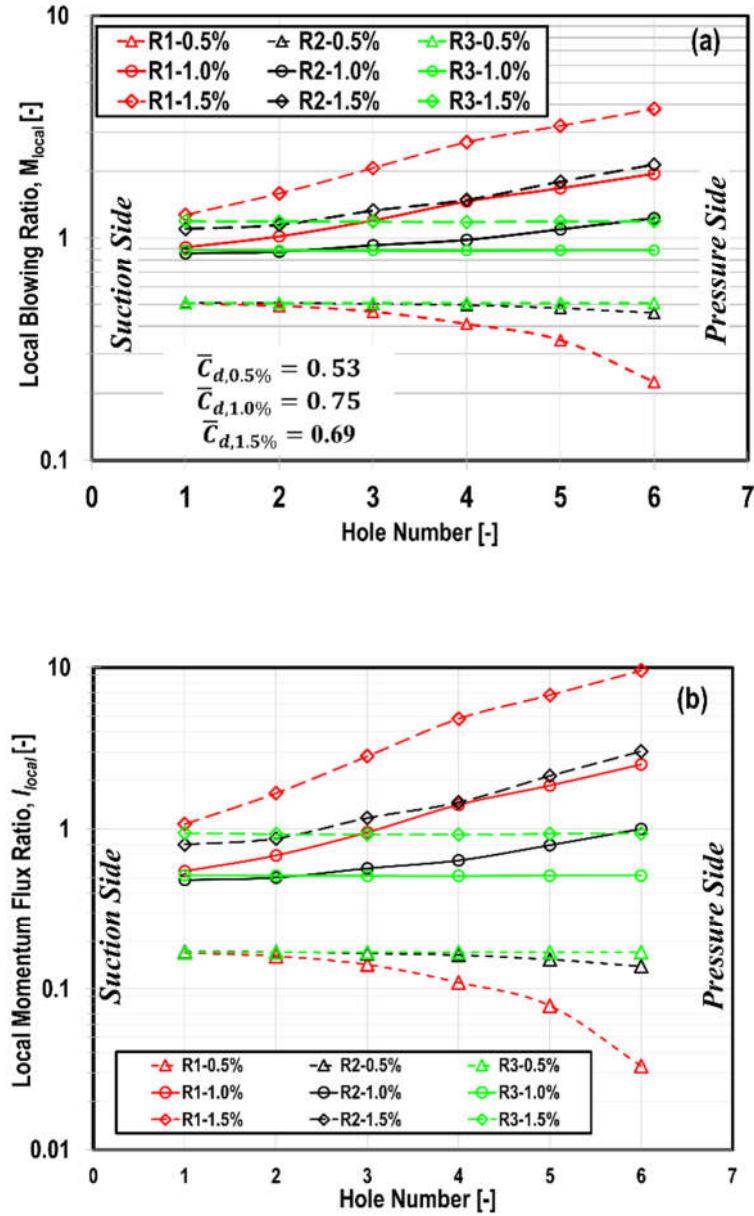 10
(a)
R1-0.5% R2-0.5% R3-0.5%
R1-1.0% R2-1.0% R3-1.0%
R1-1.5% R2-1.5% R3-1.5%
Local Blowing Ratio, M_local [-]
1
Suction Side
Pressure Side
C̅_d,0.5% = 0.53
C̅_d,1.0% = 0.75
C̅_d,1.5% = 0.69
0.1
0 1 2 3 4 5 6 7
Hole Number [-]
10
(b)
Local Momentum Flux Ratio, I_local [-]
1
Suction Side
Pressure Side
0.1
R1-0.5% R2-0.5% R3-0.5%
R1-1.0% R2-1.0% R3-1.0%
R1-1.5% R2-1.5% R3-1.5%
0.01
0 1 2 3 4 5 6 7
Hole Number [-]